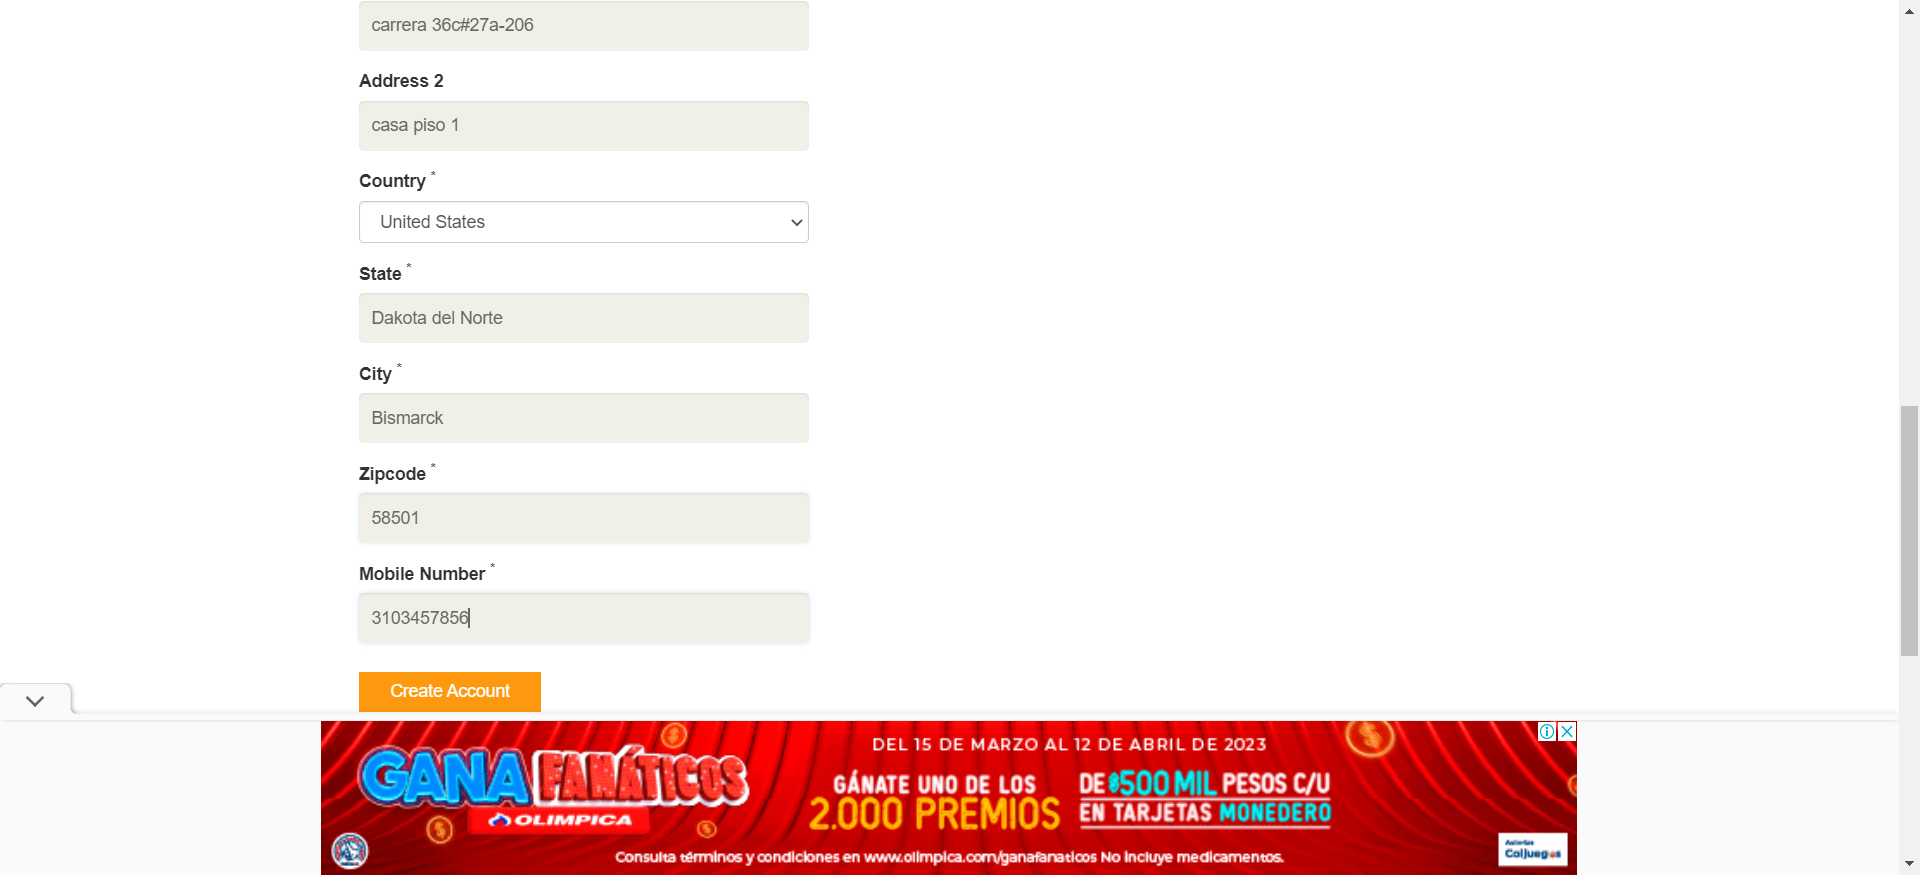 carrera 36c#27a-206
Address 2
casa piso 1
Country *
United States
State *
Dakota del Norte
City *
Bismarck
Zipcode *
58501
Mobile Number *
3103457856
Create Account
DEL 15 DE MARZO AL 12 DE ABRIL DE 2023
GANA FANÁTICOS
OLIMPICA
GÁNATE UNO DE LOS
2.000 PREMIOS
DE $500 MIL PESOS C/U
EN TARJETAS MONEDERO
Consulta términos y condiciones en www.olimpica.com/ganafanaticos No incluye medicamentos.
Autoriza
Coljuegos